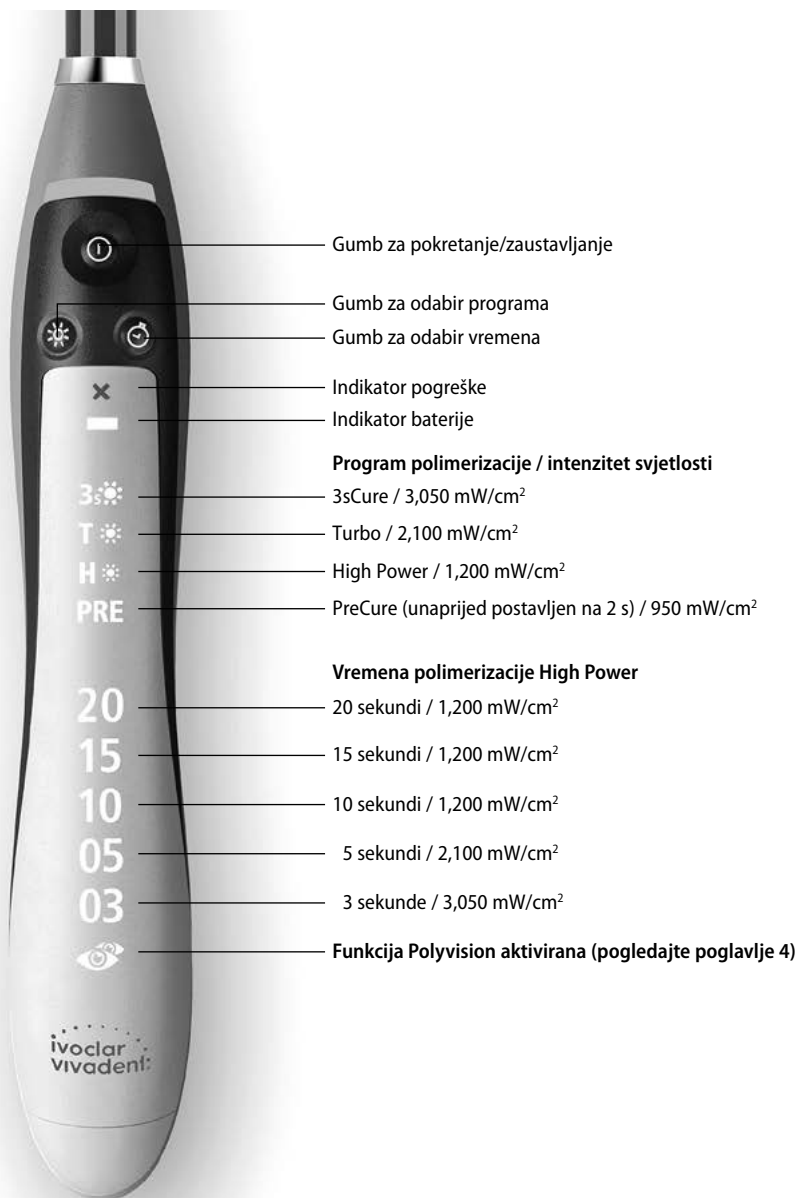 Gumb za pokretanje/zaustavljanje
Gumb za odabir programa
Gumb za odabir vremena
Indikator pogreške
Indikator baterije
Program polimerizacije / intenzitet svjetlosti
3s
3sCure / 3,050 mW/cm²
T
Turbo / 2,100 mW/cm²
H
High Power / 1,200 mW/cm²
PRE
PreCure (unaprijed postavljen na 2 s) / 950 mW/cm²
Vremena polimerizacije High Power
20
20 sekundi / 1,200 mW/cm²
15
15 sekundi / 1,200 mW/cm²
10
10 sekundi / 1,200 mW/cm²
05
5 sekundi / 2,100 mW/cm²
03
3 sekunde / 3,050 mW/cm²
Funkcija Polyvision aktivirana (pogledajte poglavlje 4)
ivoclar
vivadent: